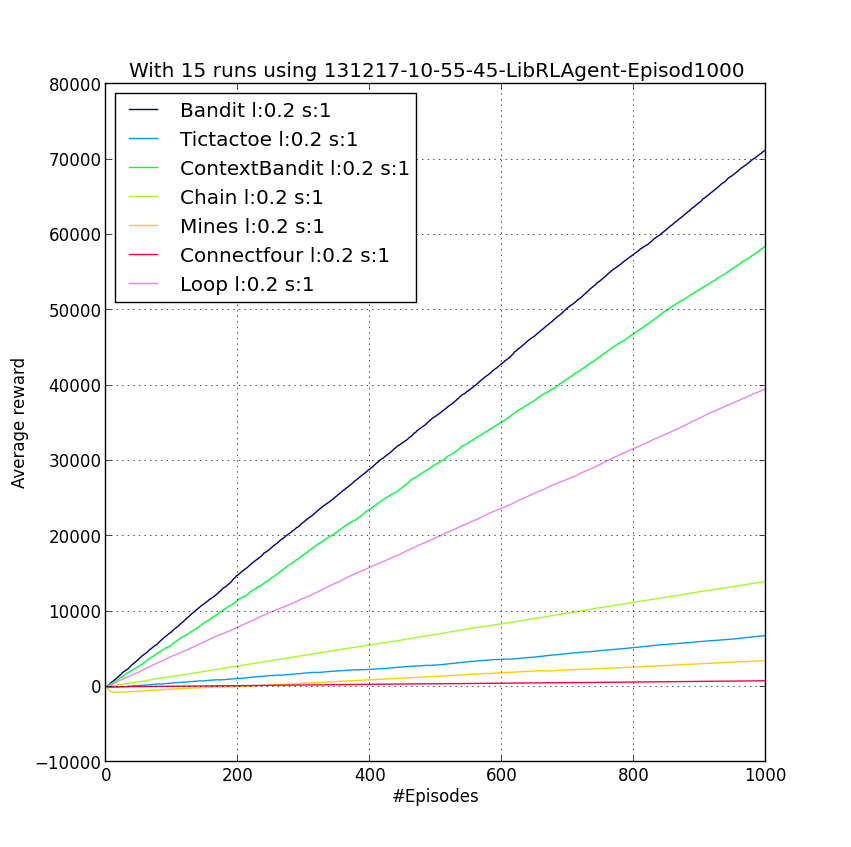 With 15 runs using 131217-10-55-45-LibRLAgent-Episod1000
80000
70000
60000
50000
40000
30000
20000
10000
0
−10000
Average reward
Bandit l:0.2 s:1
Tictactoe l:0.2 s:1
ContextBandit l:0.2 s:1
Chain l:0.2 s:1
Mines l:0.2 s:1
Connectfour l:0.2 s:1
Loop l:0.2 s:1
0 200 400 600 800 1000
#Episodes